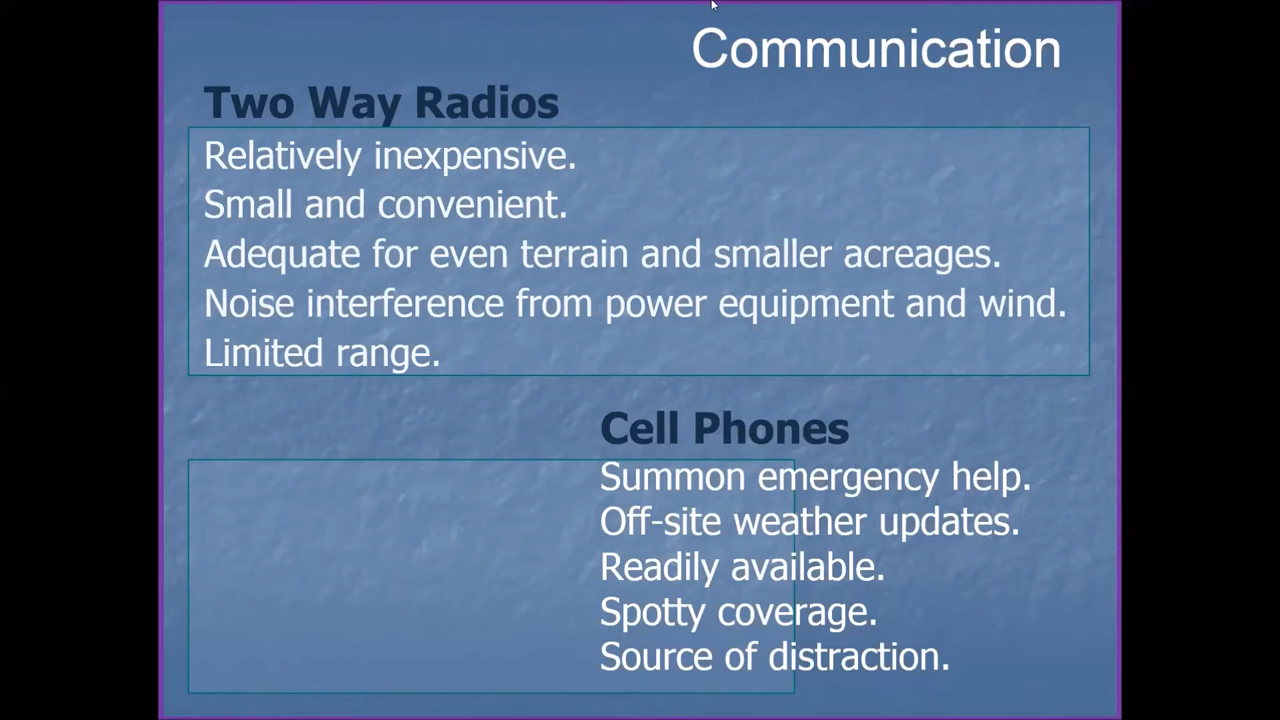 Communication
Two Way Radios
Relatively inexpensive.
Small and convenient.
Adequate for even terrain and smaller acreages.
Noise interference from power equipment and wind.
Limited range.
Cell Phones
Summon emergency help.
Off-site weather updates.
Readily available.
Spotty coverage.
Source of distraction.